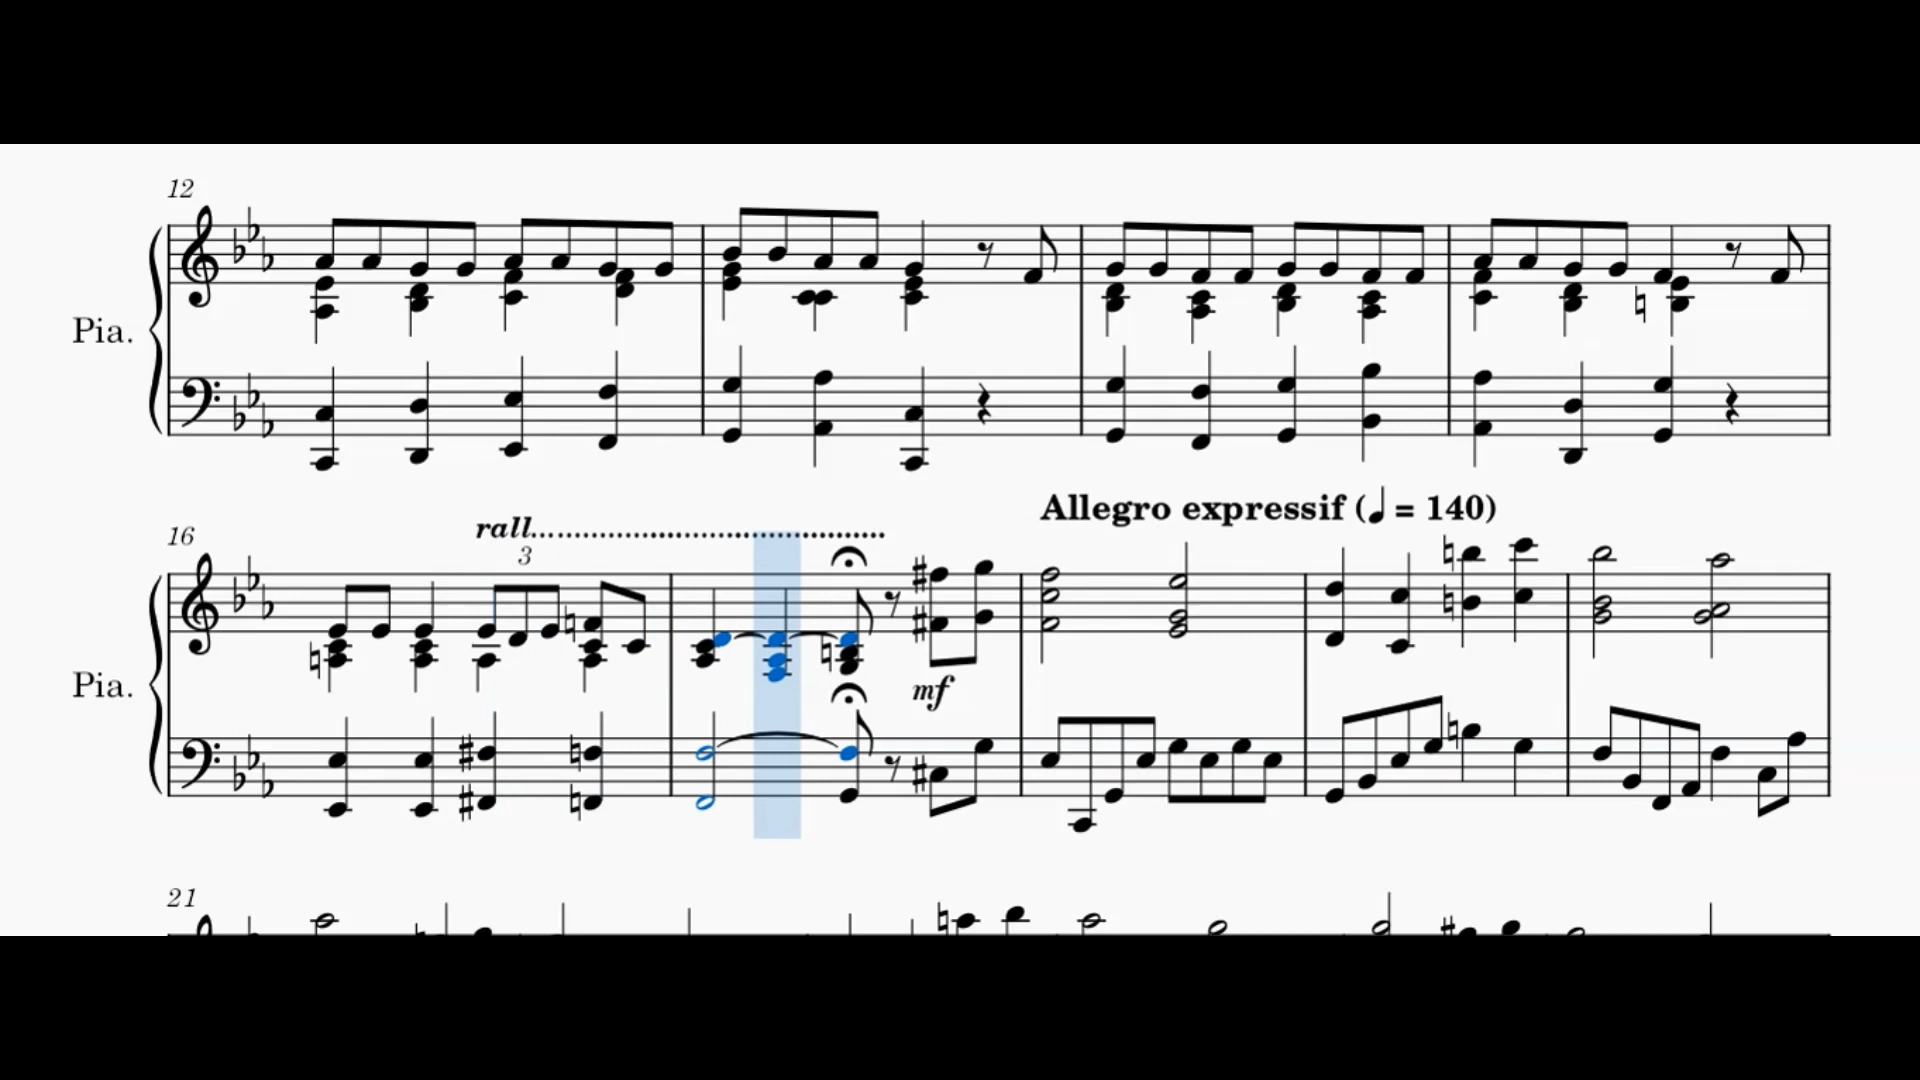 12
Pia.
Allegro expressif (♩ = 140)
16
rall.
3
Pia.
mf
21